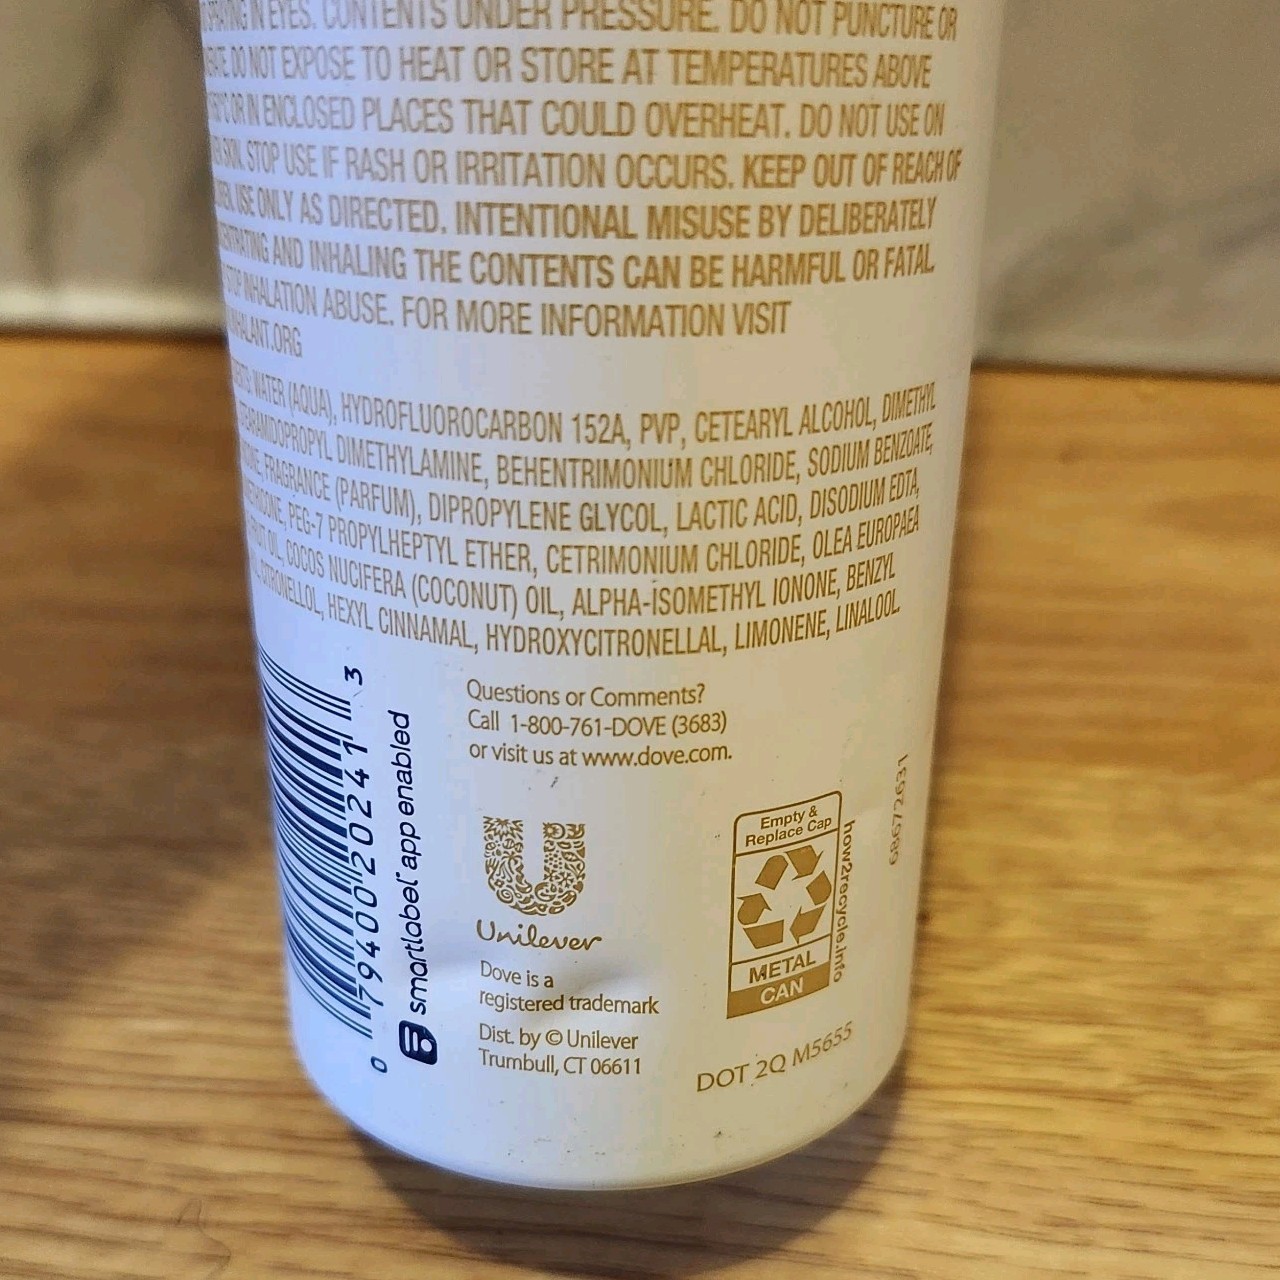 SPRAYING IN EYES. CONTENTS UNDER PRESSURE. DO NOT PUNCTURE OR
DO NOT EXPOSE TO HEAT OR STORE AT TEMPERATURES ABOVE
OR IN ENCLOSED PLACES THAT COULD OVERHEAT. DO NOT USE ON
SKIN. STOP USE IF RASH OR IRRITATION OCCURS. KEEP OUT OF REACH OF
USE ONLY AS DIRECTED. INTENTIONAL MISUSE BY DELIBERATELY
AND INHALING THE CONTENTS CAN BE HARMFUL OR FATAL.
STOP INHALATION ABUSE. FOR MORE INFORMATION VISIT
WATER (AQUA), HYDROFLUOROCARBON 152A, PVP, CETEARYL ALCOHOL, DIMETHYL
DIMETHYLAMINE, BEHENTRIMONIUM CHLORIDE, SODIUM BENZOATE,
FRAGRANCE (PARFUM), DIPROPYLENE GLYCOL, LACTIC ACID, DISODIUM EDTA,
PEG-7 PROPYLHEPTYL ETHER, CETRIMONIUM CHLORIDE, OLEA EUROPAEA
OIL, COCOS NUCIFERA (COCONUT) OIL, ALPHA-ISOMETHYL IONONE, BENZYL
CITRONELLOL, HEXYL CINNAMAL, HYDROXYCITRONELLAL, LIMONENE, LINALOOL.
Questions or Comments?
Call 1-800-761-DOVE (3683)
or visit us at www.dove.com.
0 79400 20241 3
smartlabel app enabled
Unilever
Dove is a
registered trademark
Dist. by © Unilever
Trumbull, CT 06611
Empty &
Replace Cap
METAL
CAN
how2recycle.info
68672631
DOT 2Q M5655